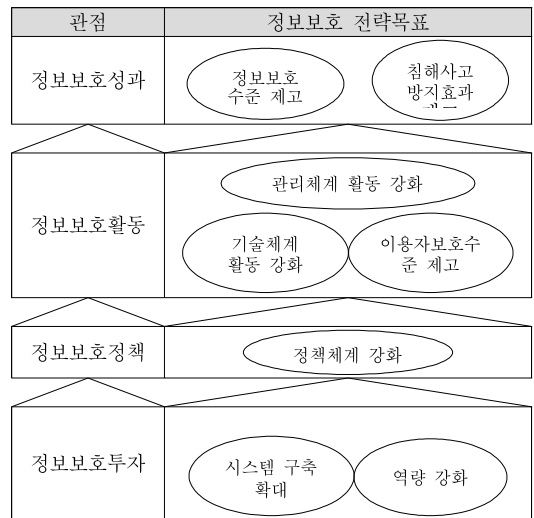 관점 정보보호 전략목표
정보보호성과
정보보호
수준 제고
침해사고
방지효과
관리체계 활동 강화
정보보호활동
기술체계
활동 강화
이용자보호수
준 제고
정보보호정책
정책체계 강화
정보보호투자
시스템 구축
확대
역량 강화